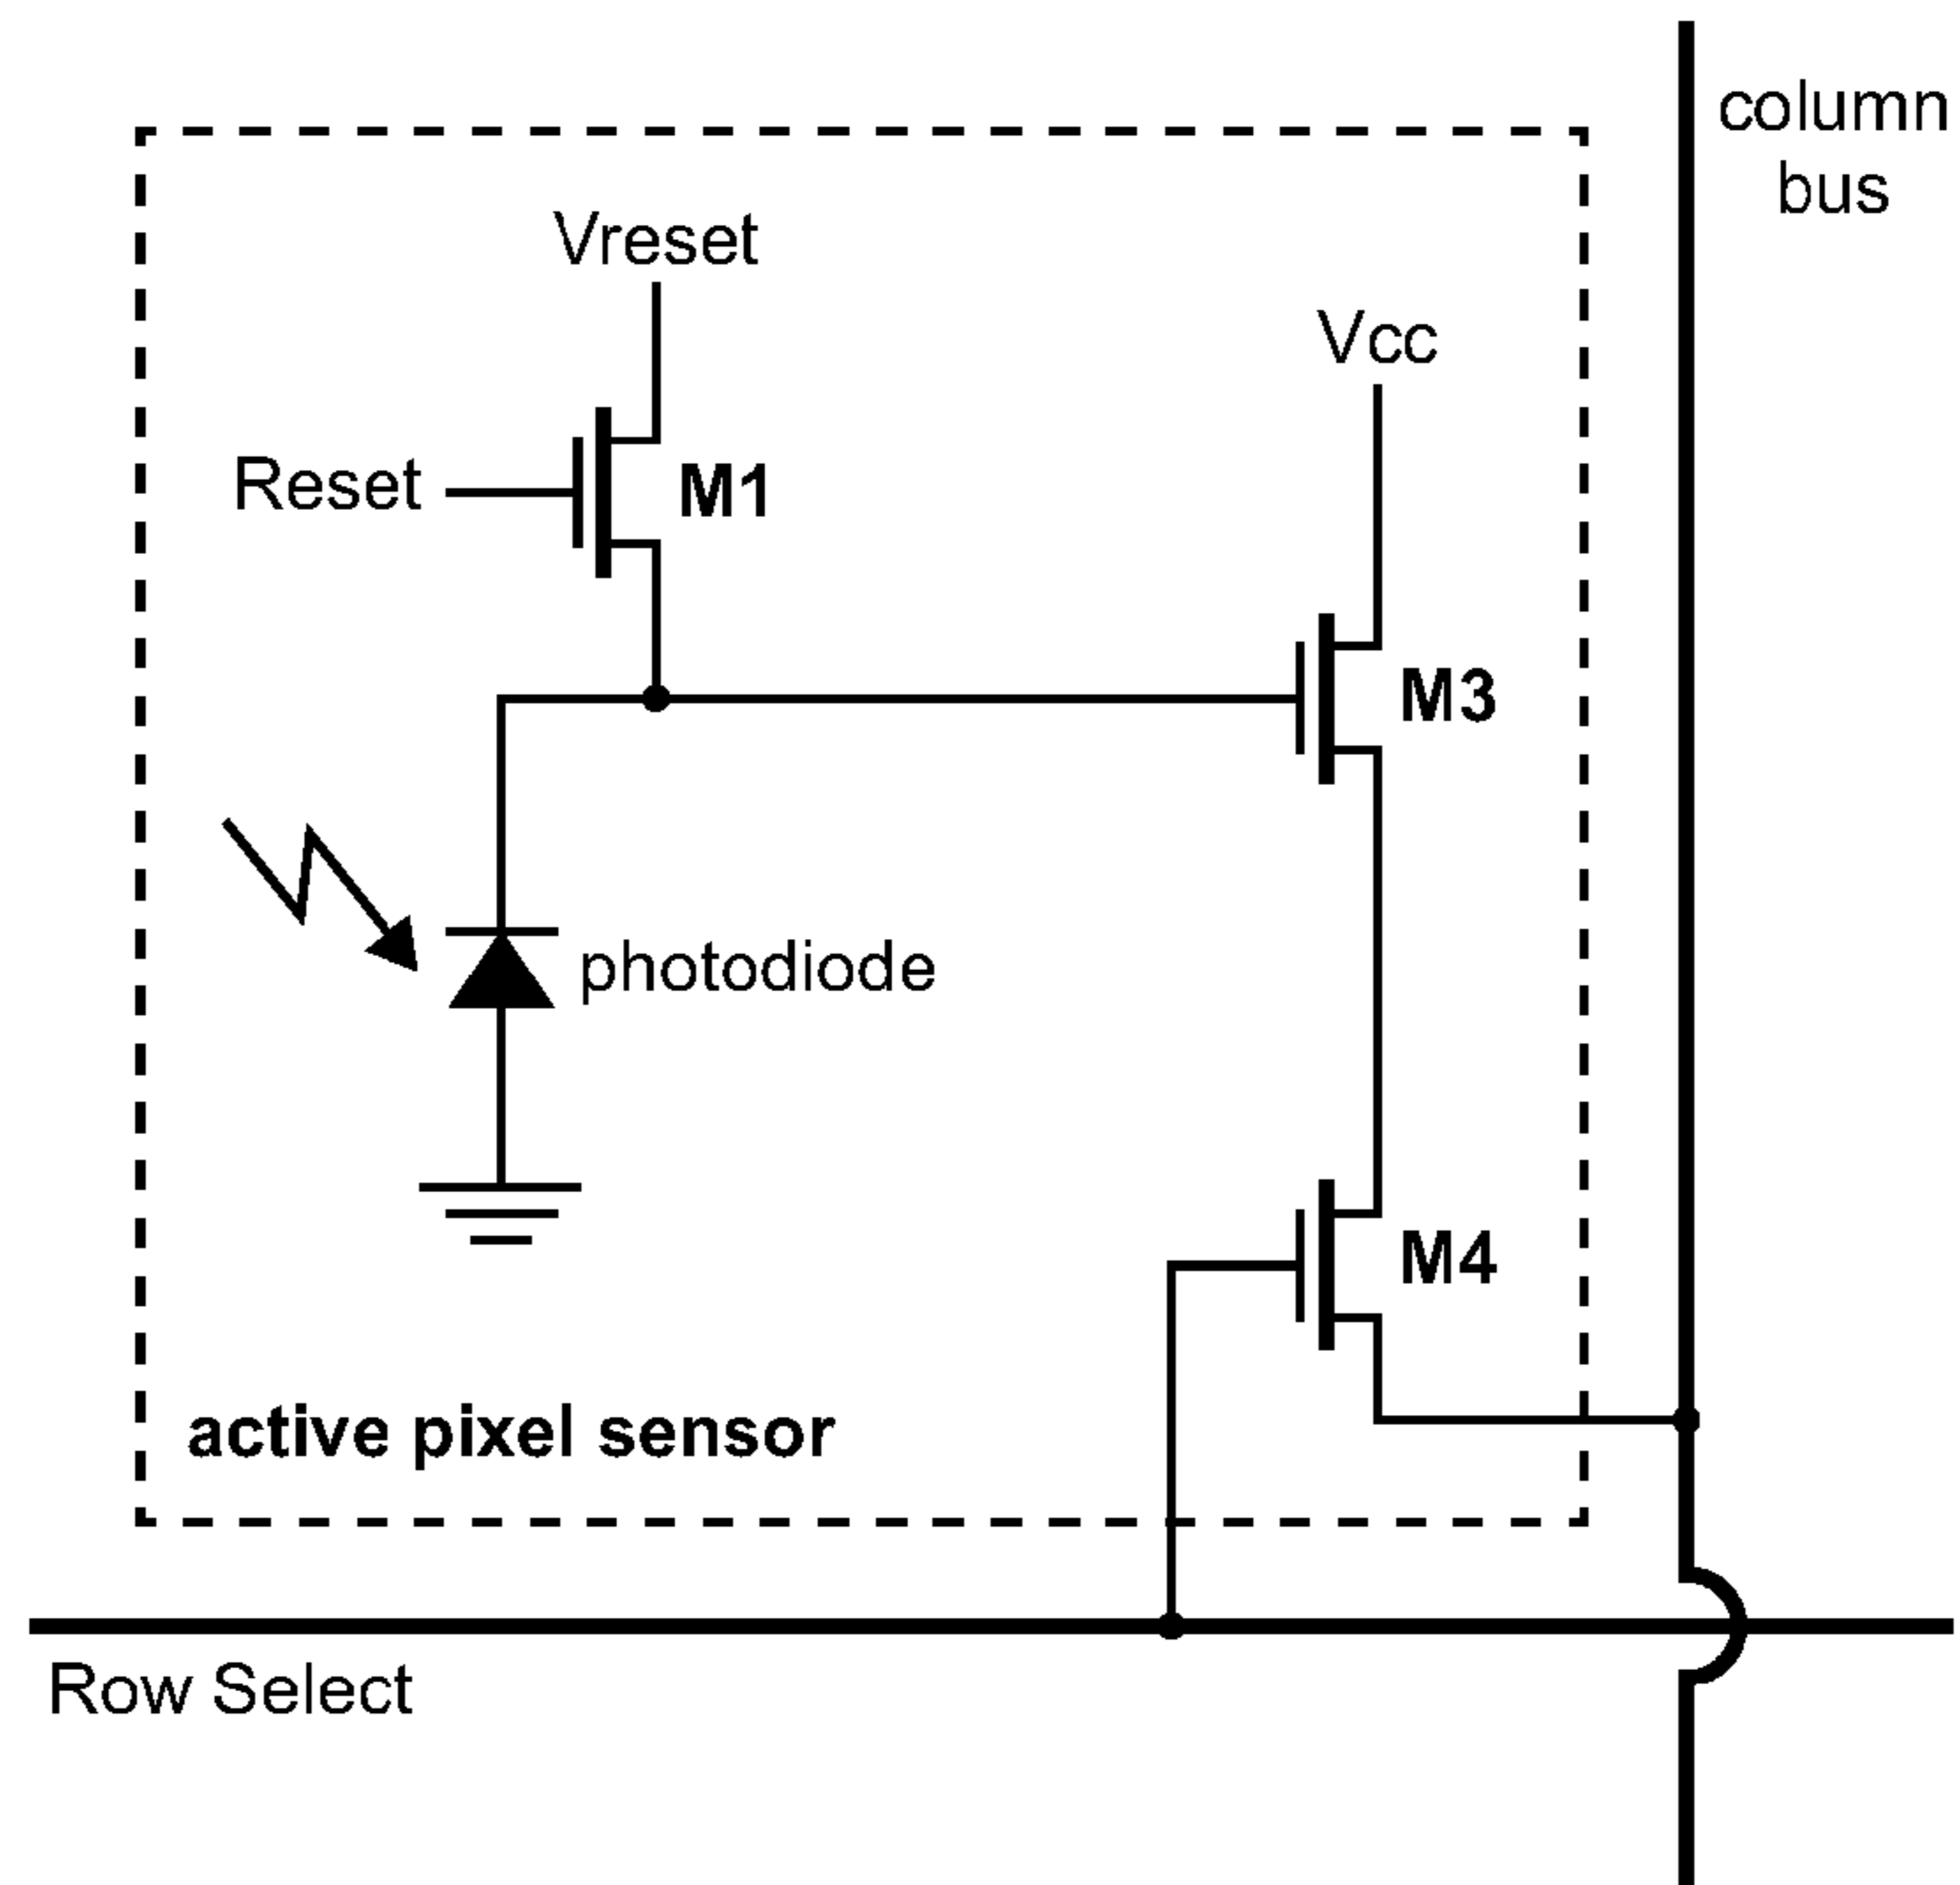 column
bus
Vreset
Vcc
Reset
M1
M3
photodiode
M4
active pixel sensor
Row Select